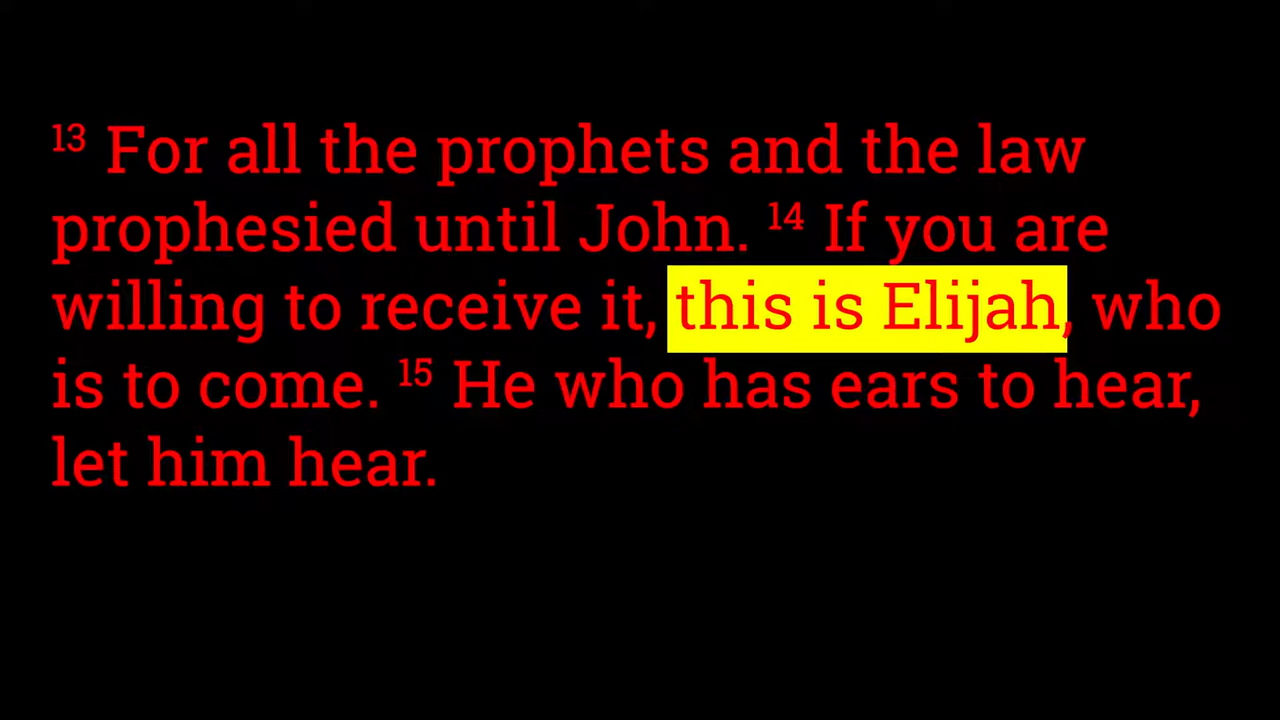 13 For all the prophets and the law
prophesied until John. 14 If you are
willing to receive it, this is Elijah, who
is to come. 15 He who has ears to hear,
let him hear.